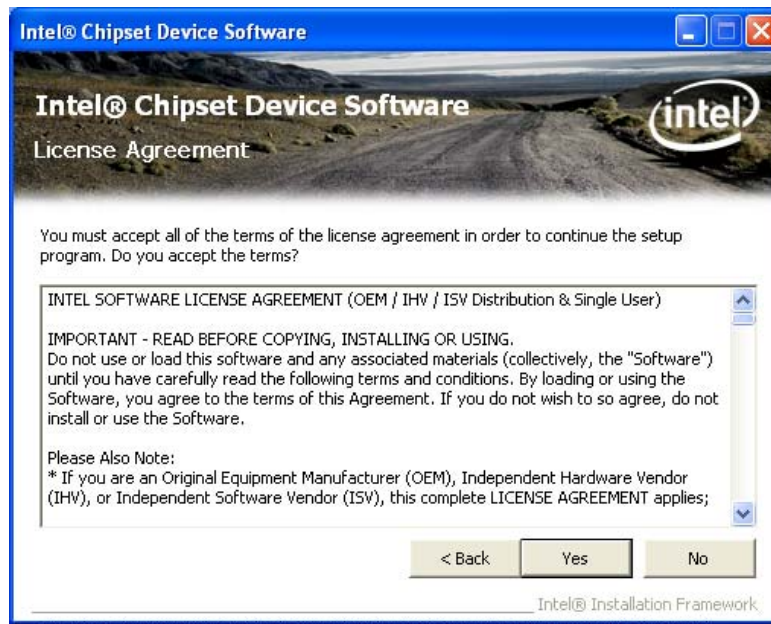 Intel® Chipset Device Software
Intel® Chipset Device Software
intel
License Agreement
You must accept all of the terms of the license agreement in order to continue the setup
program. Do you accept the terms?
INTEL SOFTWARE LICENSE AGREEMENT (OEM / IHV / ISV Distribution & Single User)
IMPORTANT - READ BEFORE COPYING, INSTALLING OR USING.
Do not use or load this software and any associated materials (collectively, the "Software")
until you have carefully read the following terms and conditions. By loading or using the
Software, you agree to the terms of this Agreement. If you do not wish to so agree, do not
install or use the Software.
Please Also Note:
* If you are an Original Equipment Manufacturer (OEM), Independent Hardware Vendor
(IHV), or Independent Software Vendor (ISV), this complete LICENSE AGREEMENT applies;
< Back
Yes
No
Intel® Installation Framework